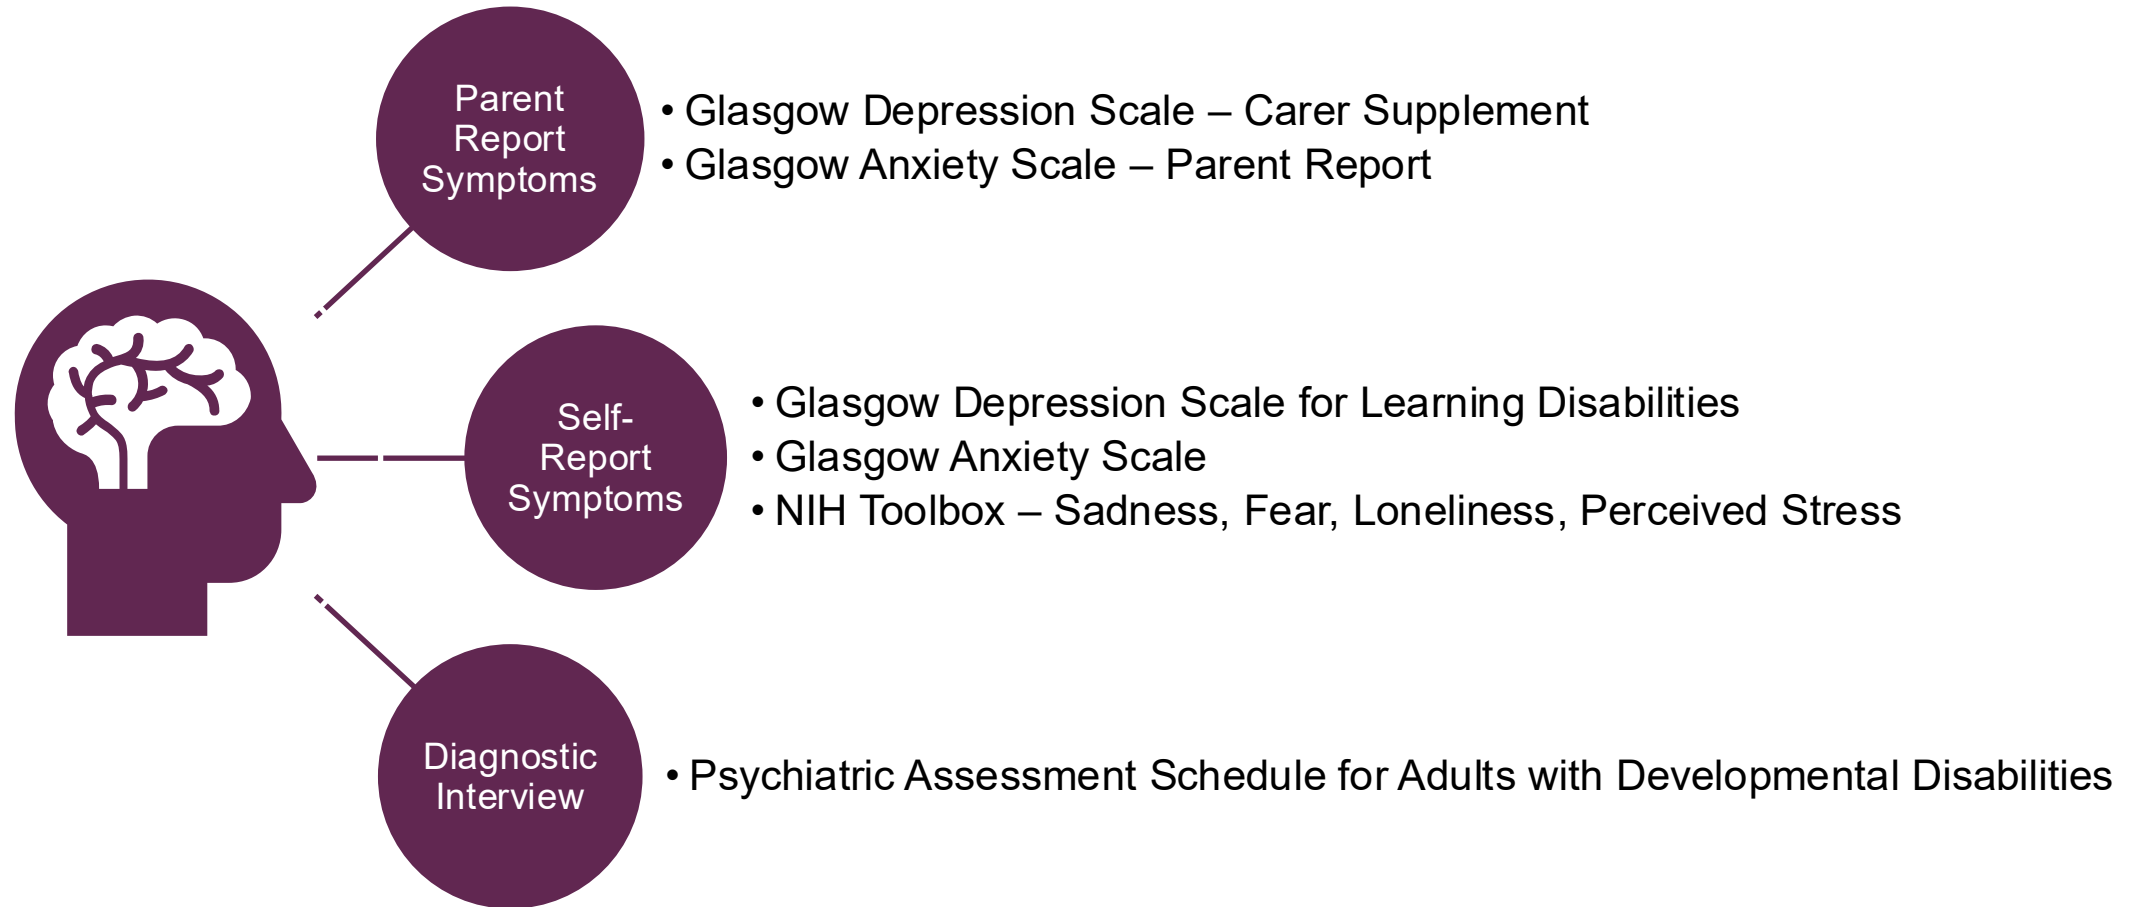 Parent
Report
Symptoms
• Glasgow Depression Scale – Carer Supplement
• Glasgow Anxiety Scale – Parent Report
Self-
Report
Symptoms
• Glasgow Depression Scale for Learning Disabilities
• Glasgow Anxiety Scale
• NIH Toolbox – Sadness, Fear, Loneliness, Perceived Stress
Diagnostic
Interview
• Psychiatric Assessment Schedule for Adults with Developmental Disabilities